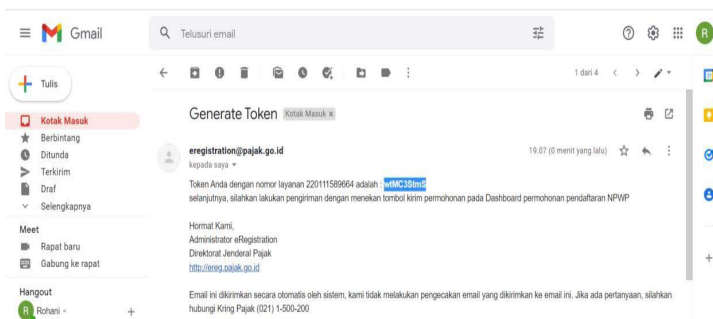 Gmail
Telusuri email
R
Tulis
1 dari 4
Kotak Masuk
Berbintang
Ditunda
Terkirim
Draf
Selengkapnya
Meet
Rapat baru
Gabung ke rapat
Hangout
R Rohani
Generate Token Kotak Masuk x
eregistration@pajak.go.id 19.07 (0 menit yang lalu)
kepada saya
Token Anda dengan nomor layanan 220111589664 adalah : wtMC3StmS
selanjutnya, silahkan lakukan pengiriman dengan menekan tombol kirim permohonan pada Dashboard permohonan pendaftaran NPWP
Hormat Kami,
Administrator eRegistration
Direktorat Jenderal Pajak
http://ereg.pajak.go.id
Email ini dikirimkan secara otomatis oleh sistem, kami tidak melakukan pengecekan email yang dikirimkan ke email ini. Jika ada pertanyaan, silahkan
hubungi Kring Pajak (021) 1-500-200